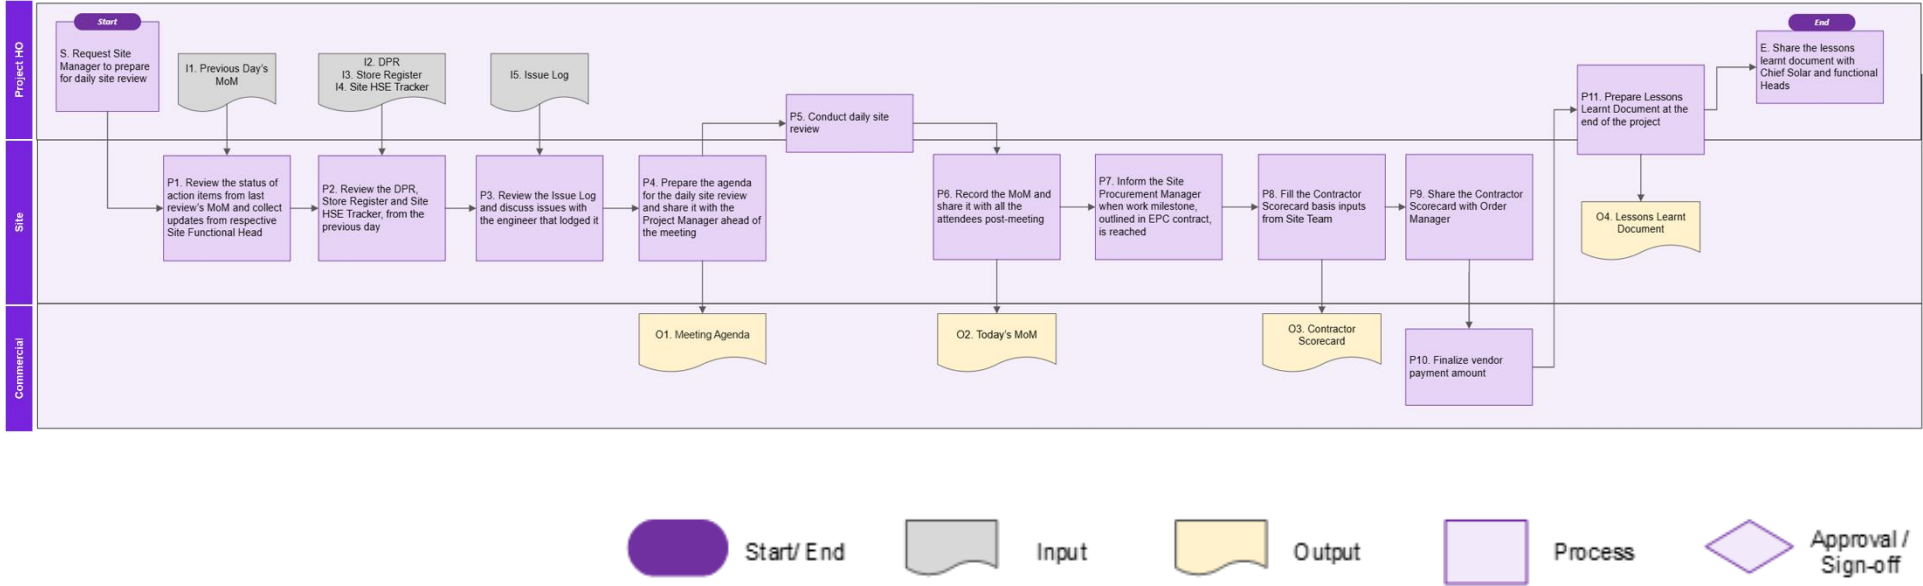 Project HO
Start
S. Request Site
Manager to prepare
for daily site review
I1. Previous Day's
MoM
I2. DPR
I3. Store Register
I4. Site HSE Tracker
I5. Issue Log
P5. Conduct daily site
review
P11. Prepare Lessons
Learnt Document at the
end of the project
End
E. Share the lessons
learnt document with
Chief Solar and functional
Heads
Site
P1. Review the status of
action items from last
review's MoM and collect
updates from respective
Site Functional Head
P2. Review the DPR,
Store Register and Site
HSE Tracker, from the
previous day
P3. Review the Issue Log
and discuss issues with
the engineer that lodged it
P4. Prepare the agenda
for the daily site review
and share it with the
Project Manager ahead of
the meeting
P6. Record the MoM and
share it with all the
attendees post-meeting
P7. Inform the Site
Procurement Manager
when work milestone,
outlined in EPC contract,
is reached
P8. Fill the Contractor
Scorecard basis inputs
from Site Team
P9. Share the Contractor
Scorecard with Order
Manager
O4. Lessons Learnt
Document
Commercial
O1. Meeting Agenda
O2. Today's MoM
O3. Contractor
Scorecard
P10. Finalize vendor
payment amount
Start/ End
Input
Output
Process
Approval /
Sign-off